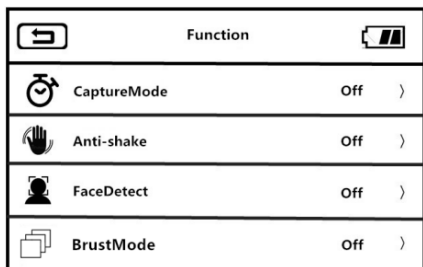 Function
CaptureMode Off 〉
Anti-shake Off 〉
FaceDetect Off 〉
BrustMode Off 〉